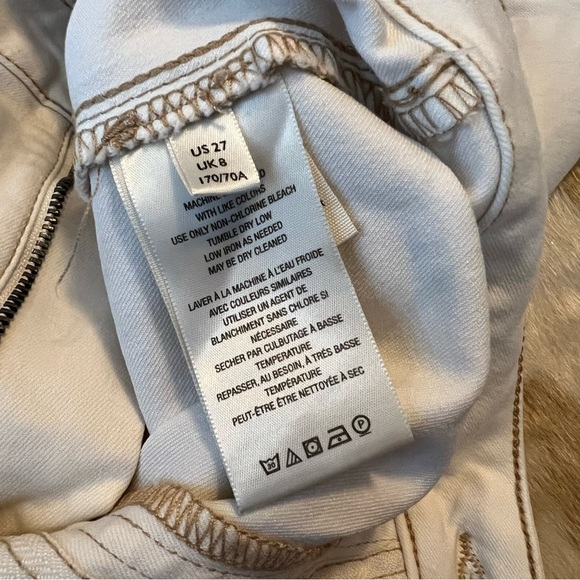 US 27
UK 8
170/70A
MACHINE
WITH LIKE COLORS
USE ONLY NON-CHLORINE BLEACH
TUMBLE DRY LOW
LOW IRON AS NEEDED
MAY BE DRY CLEANED
LAVER À LA MACHINE À L'EAU FROIDE
AVEC COULEURS SIMILAIRES
UTILISER UN AGENT DE
BLANCHIMENT SANS CHLORE SI
NÉCESSAIRE
SECHER PAR CULBUTAGE À BASSE
TEMPERATURE
REPASSER, AU BESOIN, À TRÈS BASSE
TEMPÉRATURE
PEUT-ÊTRE ÊTRE NETTOYÉE À SEC
30
P